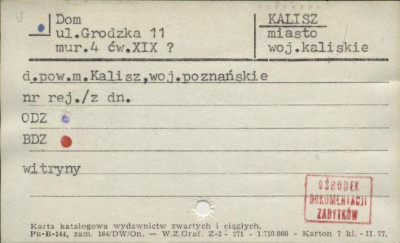 Dom
ul.Grodzka 11
mur.4 ćw.XIX ?
KALISZ
miasto
woj.kaliskie
d.pow.m.Kalisz,woj.poznańskie
nr rej./z dn.
ODZ
BDZ
witryny
OŚRODEK
DOKUMENTACJI
ZABYTKÓW
Karta katalogowa wydawnictw zwartych i ciągłych.
Pu-B-144, zam. 164/DW/On. — W.Z.Graf. Z-2 - 271 - 1.710.000 - Karton 7 kl. - II. 77.